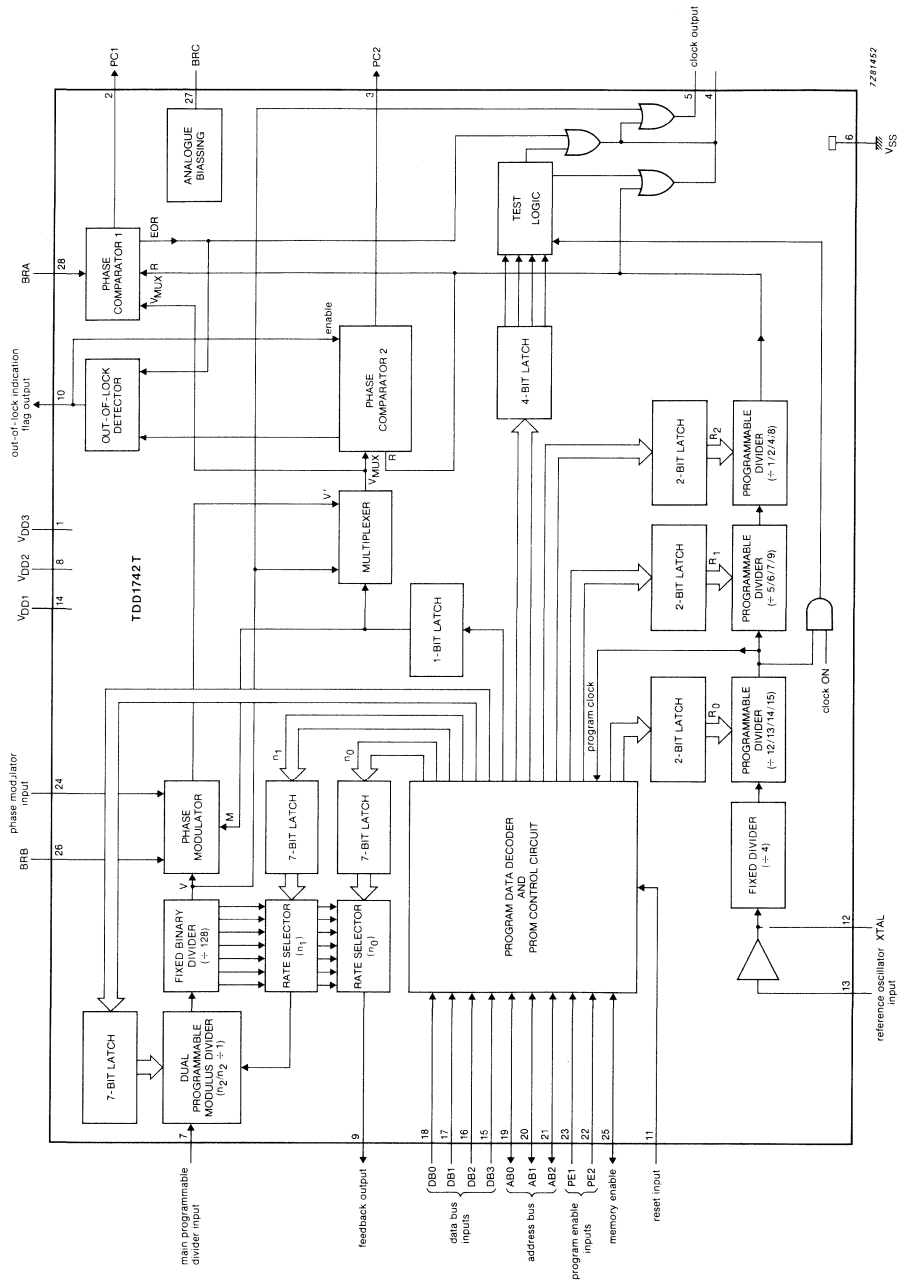 out-of-lock indication
flag output
phase modulator
input
BRB
VDD1
VDD2
VDD3
BRA
26
24
14
8
1
10
28
TDD1742T
7-BIT LATCH
DUAL
PROGRAMMABLE
MODULUS DIVIDER
(n2/n2 ÷ 1)
FIXED BINARY
DIVIDER
(÷ 128)
V
PHASE
MODULATOR
M
OUT-OF-LOCK
DETECTOR
PHASE
COMPARATOR 1
VMUX
R
EOR
2
PC1
ANALOGUE
BIASSING
27
BRC
main programmable
divider input
7
RATE SELECTOR
(n1)
7-BIT LATCH
n1
RATE SELECTOR
(n0)
7-BIT LATCH
n0
feedback output
9
1-BIT LATCH
MULTIPLEXER
V'
VMUX
R
PHASE
COMPARATOR 2
enable
3
PC2
PROGRAM DATA DECODER
AND
PROM CONTROL CIRCUIT
data bus
inputs
DB0
18
DB1
17
DB2
16
DB3
15
address bus
AB0
19
AB1
20
AB2
21
program enable
inputs
PE1
23
PE2
22
memory enable
25
reset input
11
4-BIT LATCH
TEST
LOGIC
5
clock output
4
program clock
2-BIT LATCH
R0
2-BIT LATCH
R1
2-BIT LATCH
R2
FIXED DIVIDER
(÷ 4)
PROGRAMMABLE
DIVIDER
(÷ 12/13/14/15)
PROGRAMMABLE
DIVIDER
(÷ 5/6/7/9)
PROGRAMMABLE
DIVIDER
(÷ 1/2/4/8)
clock ON
13
reference oscillator
input
12
XTAL
6
VSS
7Z81452